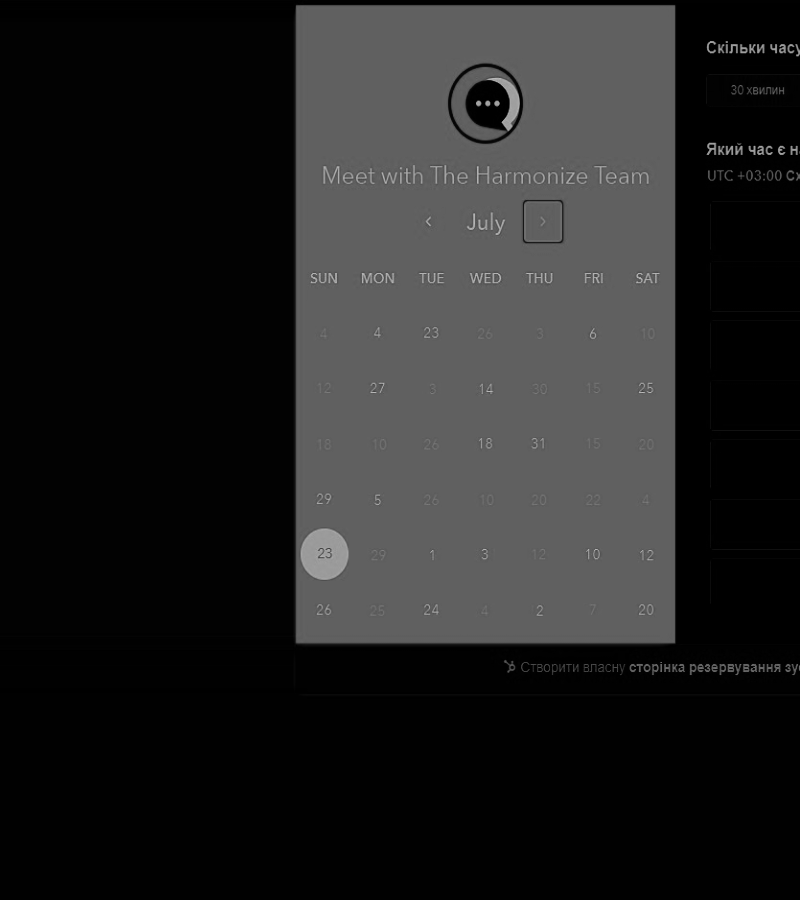 Meet with The Harmonize Team
July
SUN MON TUE WED THU FRI SAT
4 4 23 26 3 6 10
12 27 3 14 30 15 25
18 10 26 18 31 15 20
29 5 26 10 20 22 4
23 29 1 3 12 10 12
26 25 24 4 2 7 20
Скільки часу
30 хвилин
Який час є
UTC +03:00
Створити власну сторінка резервування